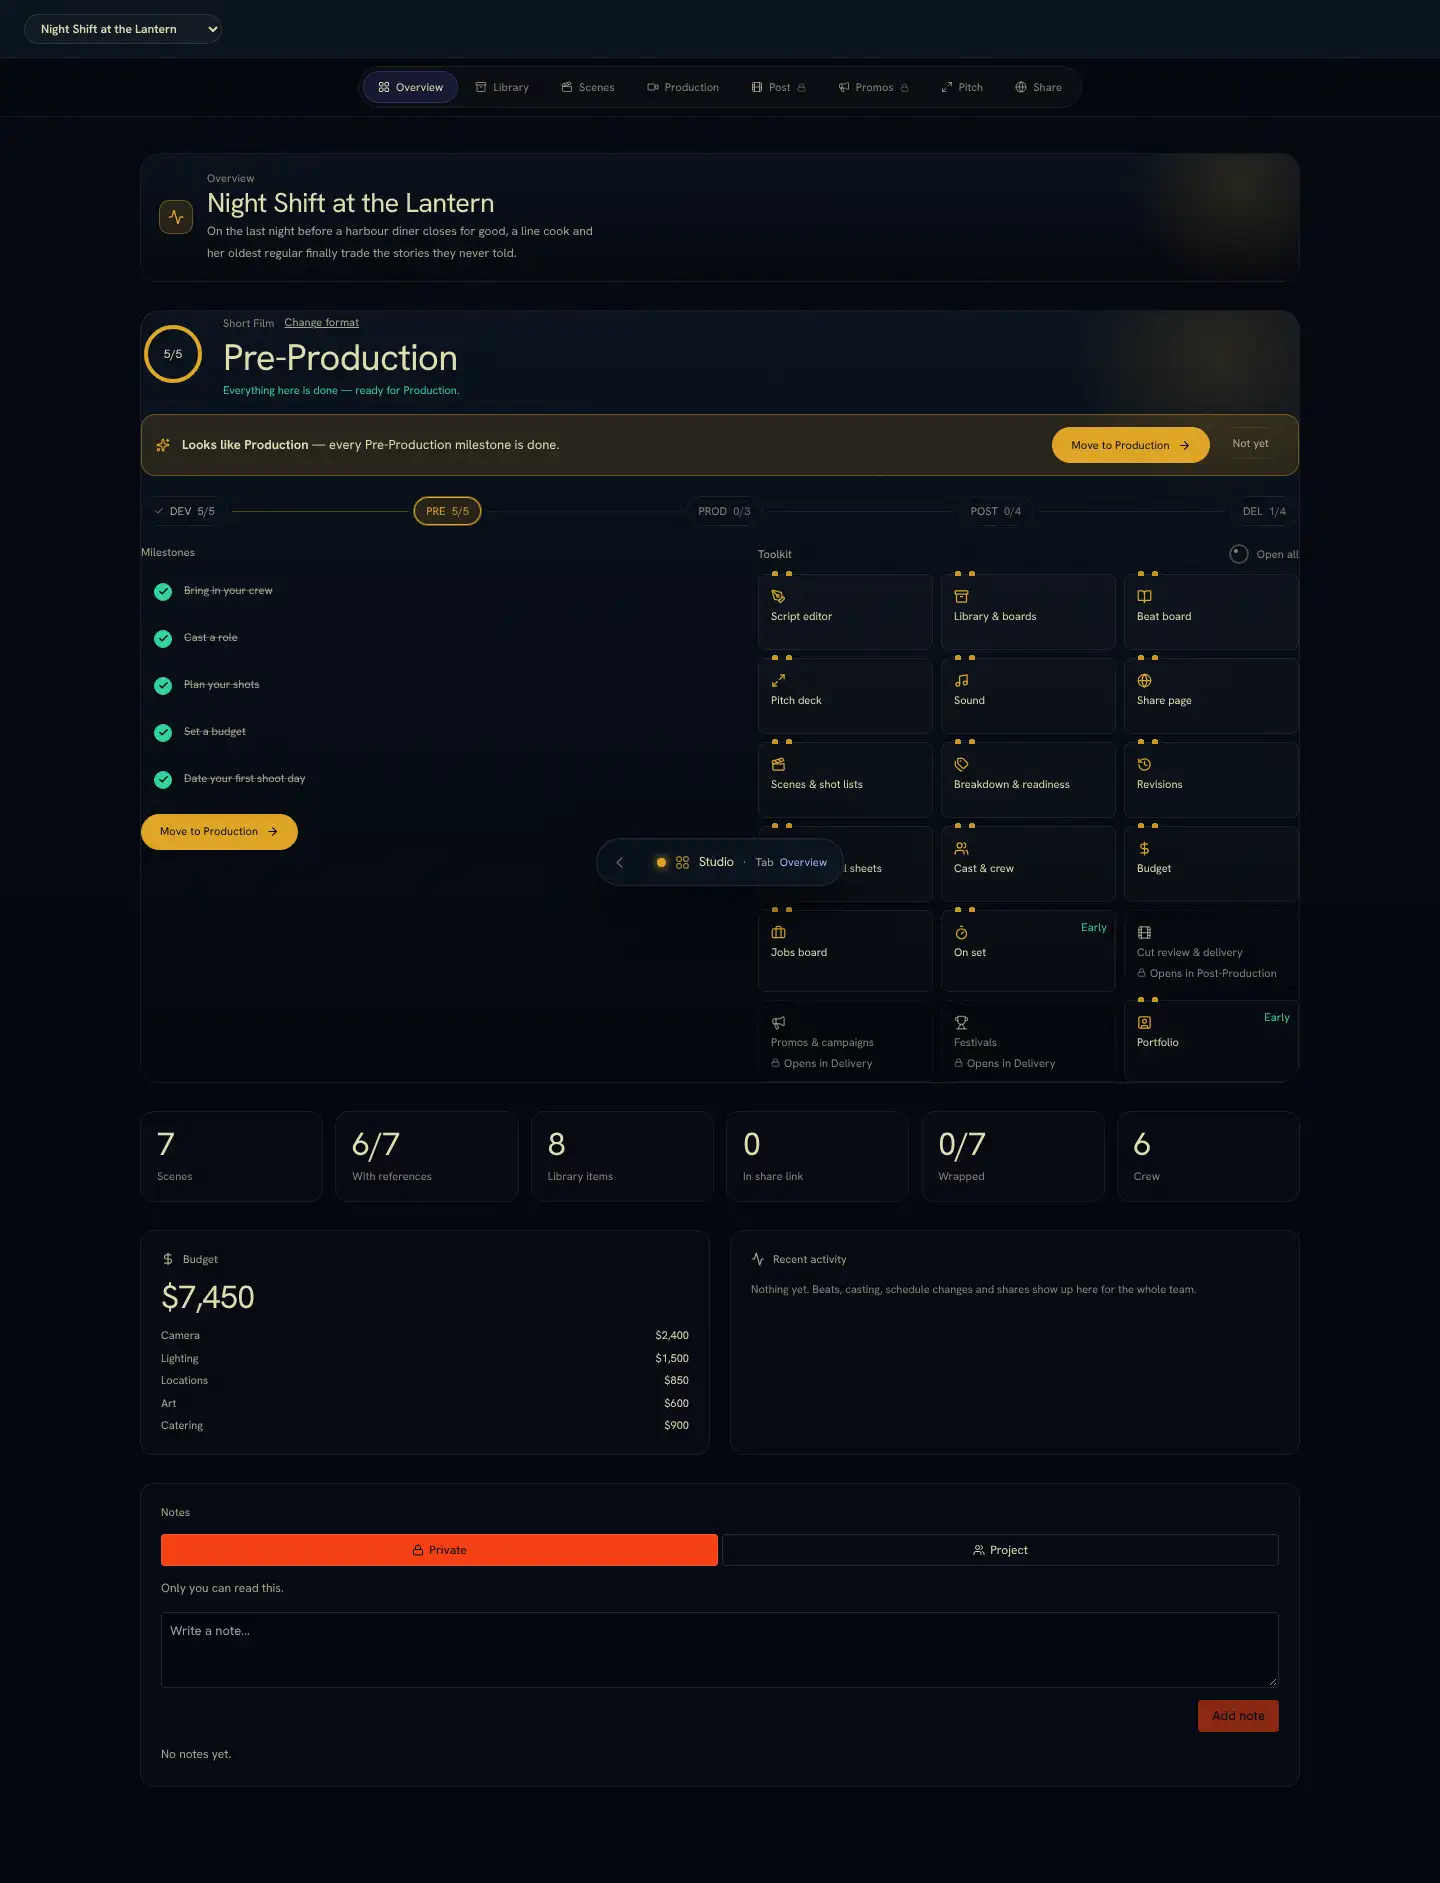 Night Shift at the Lantern
Overview
Library
Scenes
Production
Post
Promos
Pitch
Share
Overview
Night Shift at the Lantern
On the last night before a harbour diner closes for good, a line cook and
her oldest regular finally trade the stories they never told.
5/5
Short Film Change format
Pre-Production
Everything here is done — ready for Production.
Looks like Production — every Pre-Production milestone is done.
Move to Production
Not yet
DEV 5/5
PRE 5/5
PROD 0/3
POST 0/4
DEL 1/4
Milestones
Bring in your crew
Cast a role
Plan your shots
Set a budget
Date your first shoot day
Move to Production
Toolkit
Open all
Script editor
Library & boards
Beat board
Pitch deck
Sound
Share page
Scenes & shot lists
Breakdown & readiness
Revisions
sheets
Cast & crew
Budget
Jobs board
On set
Early
Cut review & delivery
Opens in Post-Production
Promos & campaigns
Opens in Delivery
Festivals
Opens in Delivery
Portfolio
Early
Studio · Tab Overview
7
Scenes
6/7
With references
8
Library items
0
In share link
0/7
Wrapped
6
Crew
Budget
$7,450
Camera $2,400
Lighting $1,500
Locations $850
Art $600
Catering $900
Recent activity
Nothing yet. Beats, casting, schedule changes and shares show up here for the whole team.
Notes
Private
Project
Only you can read this.
Write a note...
Add note
No notes yet.